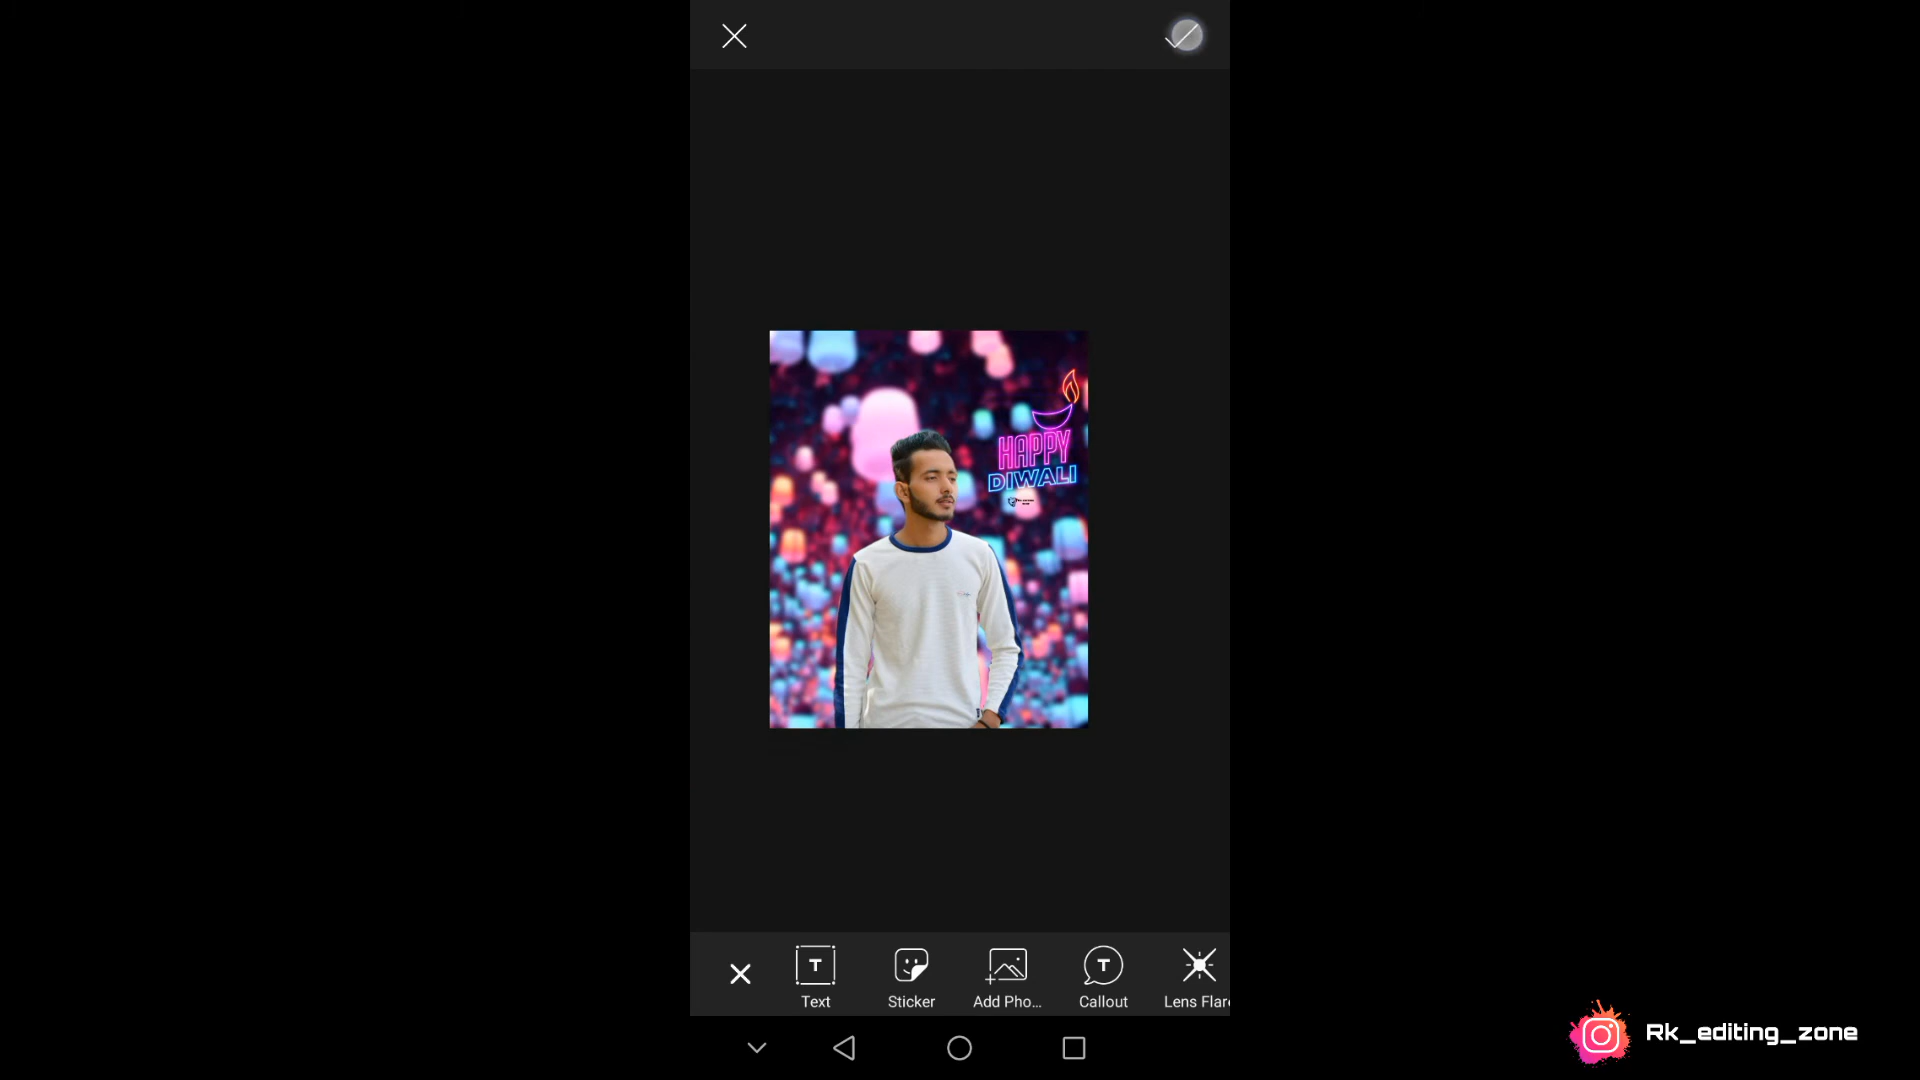 HAPPY
DIWALI
Text
Sticker
Add Pho...
Callout
Lens Flar
Rk_editing_zone